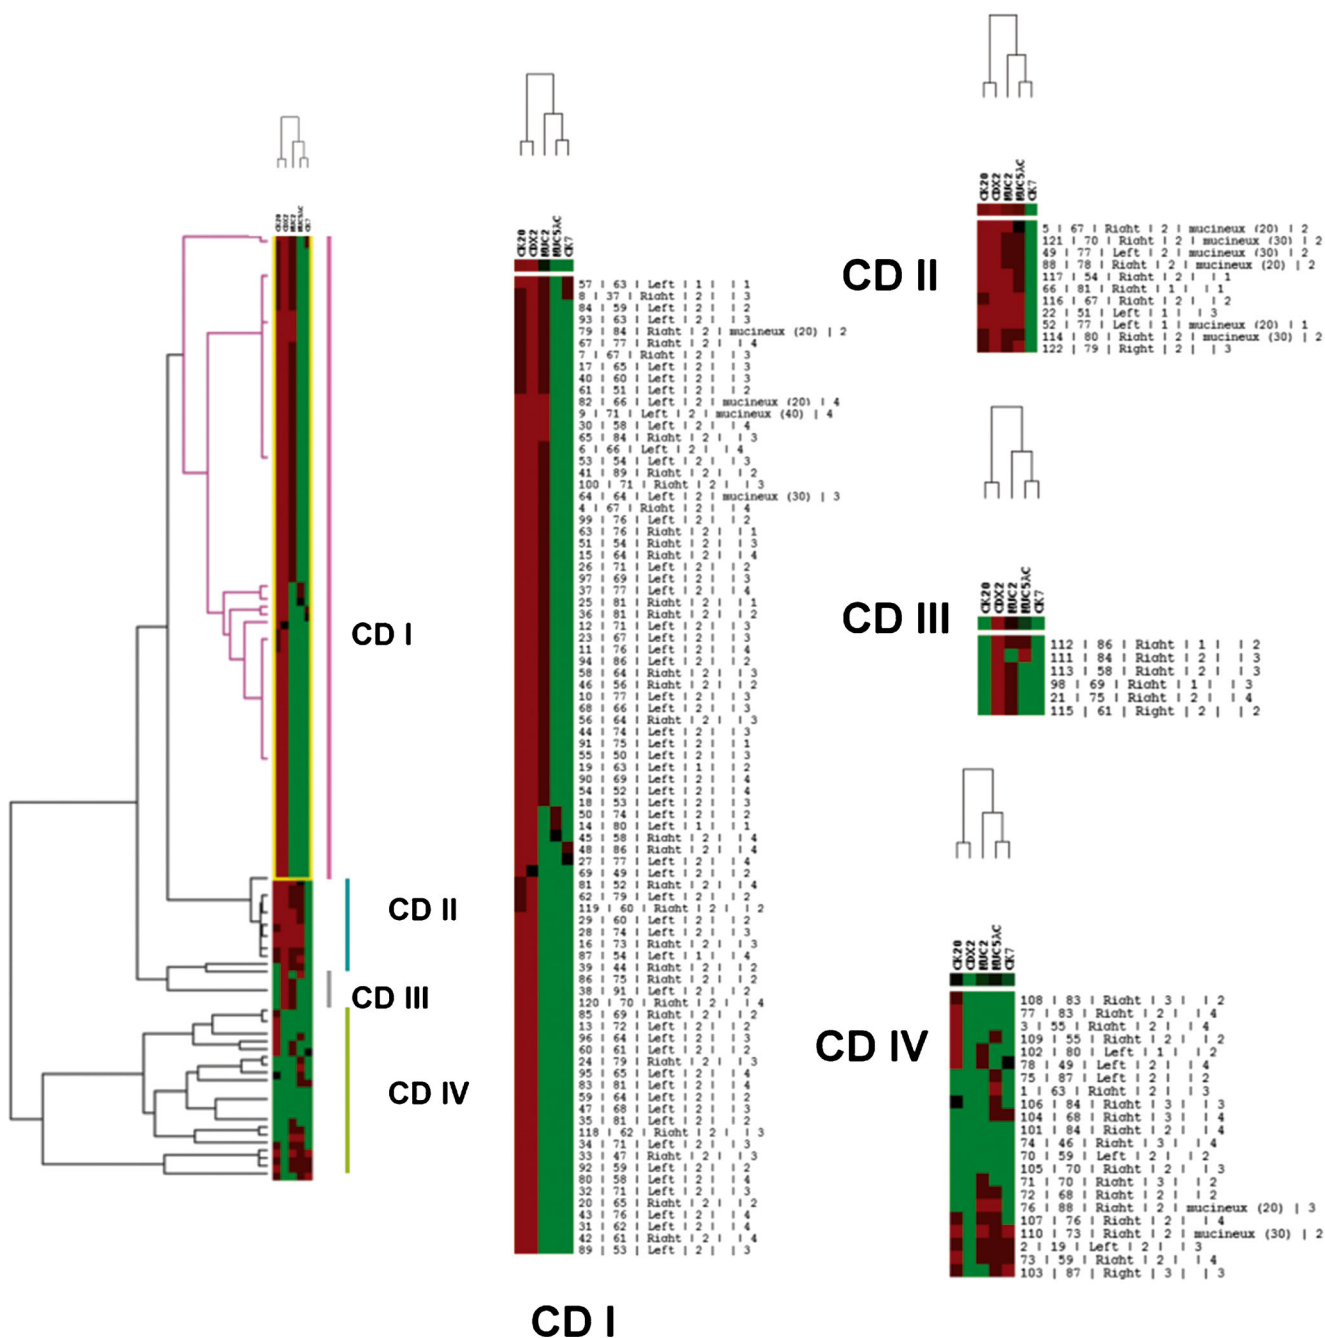 CK20
CDX2
MUC2
MUC5AC
CK7
CD I
CD II
CD III
CD IV
CK20
CDX2
MUC2
MUC5AC
CK7
57 | 63 | Left | 1 | | 1
8 | 37 | Right | 2 | | 3
84 | 59 | Left | 2 | | 2
93 | 63 | Left | 2 | | 3
79 | 84 | Right | 2 | mucineux (20) | 2
67 | 77 | Right | 2 | | 4
7 | 67 | Right | 2 | | 3
17 | 65 | Left | 2 | | 3
40 | 60 | Left | 2 | | 3
61 | 51 | Left | 2 | | 2
82 | 66 | Left | 2 | mucineux (20) | 4
9 | 71 | Left | 2 | mucineux (40) | 4
30 | 58 | Left | 2 | | 4
65 | 84 | Right | 2 | | 3
6 | 66 | Left | 2 | | 4
53 | 54 | Left | 2 | | 3
41 | 89 | Right | 2 | | 2
100 | 71 | Right | 2 | | 3
64 | 64 | Left | 2 | mucineux (30) | 3
4 | 67 | Right | 2 | | 4
99 | 76 | Left | 2 | | 2
63 | 76 | Right | 2 | | 1
51 | 54 | Right | 2 | | 3
15 | 64 | Right | 2 | | 4
26 | 71 | Left | 2 | | 2
97 | 69 | Left | 2 | | 3
37 | 77 | Left | 2 | | 4
25 | 81 | Right | 2 | | 1
36 | 81 | Right | 2 | | 2
12 | 71 | Left | 2 | | 3
23 | 67 | Left | 2 | | 3
11 | 76 | Left | 2 | | 4
94 | 86 | Left | 2 | | 2
58 | 64 | Right | 2 | | 3
46 | 56 | Right | 2 | | 2
10 | 77 | Left | 2 | | 3
68 | 66 | Left | 2 | | 3
56 | 64 | Right | 2 | | 3
44 | 74 | Left | 2 | | 3
91 | 75 | Left | 2 | | 1
55 | 50 | Left | 2 | | 3
19 | 63 | Left | 1 | | 2
90 | 69 | Left | 2 | | 4
54 | 52 | Left | 2 | | 4
18 | 53 | Left | 2 | | 3
50 | 74 | Left | 2 | | 2
14 | 80 | Left | 1 | | 1
45 | 58 | Right | 2 | | 4
48 | 86 | Right | 2 | | 4
27 | 77 | Left | 2 | | 4
69 | 49 | Left | 2 | | 2
81 | 52 | Right | 2 | | 4
62 | 79 | Left | 2 | | 2
119 | 60 | Right | 2 | | 2
29 | 60 | Left | 2 | | 2
28 | 74 | Left | 2 | | 3
16 | 73 | Right | 2 | | 3
87 | 54 | Left | 1 | | 4
39 | 44 | Right | 2 | | 2
86 | 75 | Right | 2 | | 2
38 | 91 | Left | 2 | | 2
120 | 70 | Right | 2 | | 4
85 | 69 | Right | 2 | | 2
13 | 72 | Left | 2 | | 2
96 | 64 | Left | 2 | | 3
60 | 61 | Left | 2 | | 2
24 | 79 | Right | 2 | | 3
95 | 65 | Left | 2 | | 4
83 | 81 | Left | 2 | | 4
59 | 64 | Left | 2 | | 2
47 | 68 | Left | 2 | | 3
35 | 81 | Left | 2 | | 2
118 | 62 | Right | 2 | | 3
34 | 71 | Left | 2 | | 3
33 | 47 | Right | 2 | | 3
92 | 59 | Left | 2 | | 2
80 | 58 | Left | 2 | | 4
32 | 71 | Left | 2 | | 3
20 | 65 | Right | 2 | | 2
43 | 76 | Left | 2 | | 4
31 | 62 | Left | 2 | | 4
42 | 61 | Right | 2 | | 4
89 | 53 | Left | 2 | | 3
CD I
CD II
CK20
CDX2
MUC2
MUC5AC
CK7
5 | 67 | Right | 2 | mucineux (20) | 2
121 | 70 | Right | 2 | mucineux (30) | 2
49 | 77 | Left | 2 | mucineux (30) | 2
88 | 78 | Right | 2 | mucineux (20) | 2
117 | 54 | Right | 2 | | 1
66 | 81 | Right | 1 | | 1
116 | 67 | Right | 2 | | 2
22 | 51 | Left | 1 | | 3
52 | 77 | Left | 1 | mucineux (20) | 1
114 | 80 | Right | 2 | mucineux (30) | 2
122 | 79 | Right | 2 | | 3
CD III
CK20
CDX2
MUC2
MUC5AC
CK7
112 | 86 | Right | 1 | | 2
111 | 84 | Right | 2 | | 3
113 | 58 | Right | 2 | | 3
98 | 69 | Right | 1 | | 3
21 | 75 | Right | 2 | | 4
115 | 61 | Right | 2 | | 2
CD IV
CK20
CDX2
MUC2
MUC5AC
CK7
108 | 83 | Right | 3 | | 2
77 | 83 | Right | 2 | | 4
3 | 55 | Right | 2 | | 4
109 | 55 | Right | 2 | | 2
102 | 80 | Left | 1 | | 2
78 | 49 | Left | 2 | | 4
75 | 87 | Left | 2 | | 2
1 | 63 | Right | 2 | | 3
106 | 84 | Right | 3 | | 3
104 | 68 | Right | 3 | | 4
101 | 84 | Right | 2 | | 4
74 | 46 | Right | 3 | | 4
70 | 59 | Left | 2 | | 2
105 | 70 | Right | 2 | | 3
71 | 70 | Right | 3 | | 2
72 | 68 | Right | 2 | | 2
76 | 88 | Right | 2 | mucineux (20) | 3
107 | 76 | Right | 2 | | 4
110 | 73 | Right | 2 | mucineux (30) | 2
2 | 19 | Left | 2 | | 3
73 | 59 | Right | 2 | | 4
103 | 87 | Right | 3 | | 3